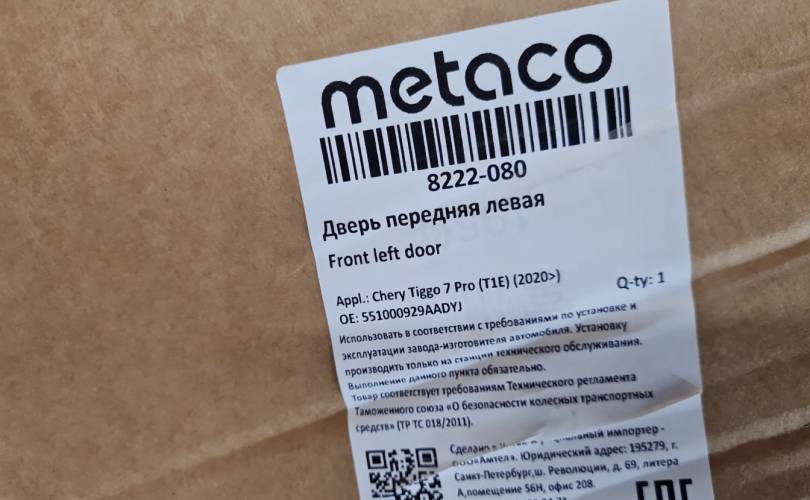 metaco
8222-080
Дверь передняя левая
Front left door
Appl.: Chery Tiggo 7 Pro (T1E) (2020>)
Q-ty: 1
OE: 551000929AADYJ
Использовать в соответствии с требованиями по установке и
эксплуатации завода-изготовителя автомобиля. Установку
производить только на станции технического обслуживания.
Выполнение данного пункта обязательно.
Товар соответствует требованиям Технического регламента
Таможенного союза «О безопасности колесных транспортных
средств» (ТР ТС 018/2011).
Сделано импортер -
«Амтел». Юридический адрес: 195279, г.
Санкт-Петербург,ш. Революции, д. 69, литера
А,помещение 56Н, офис 208.